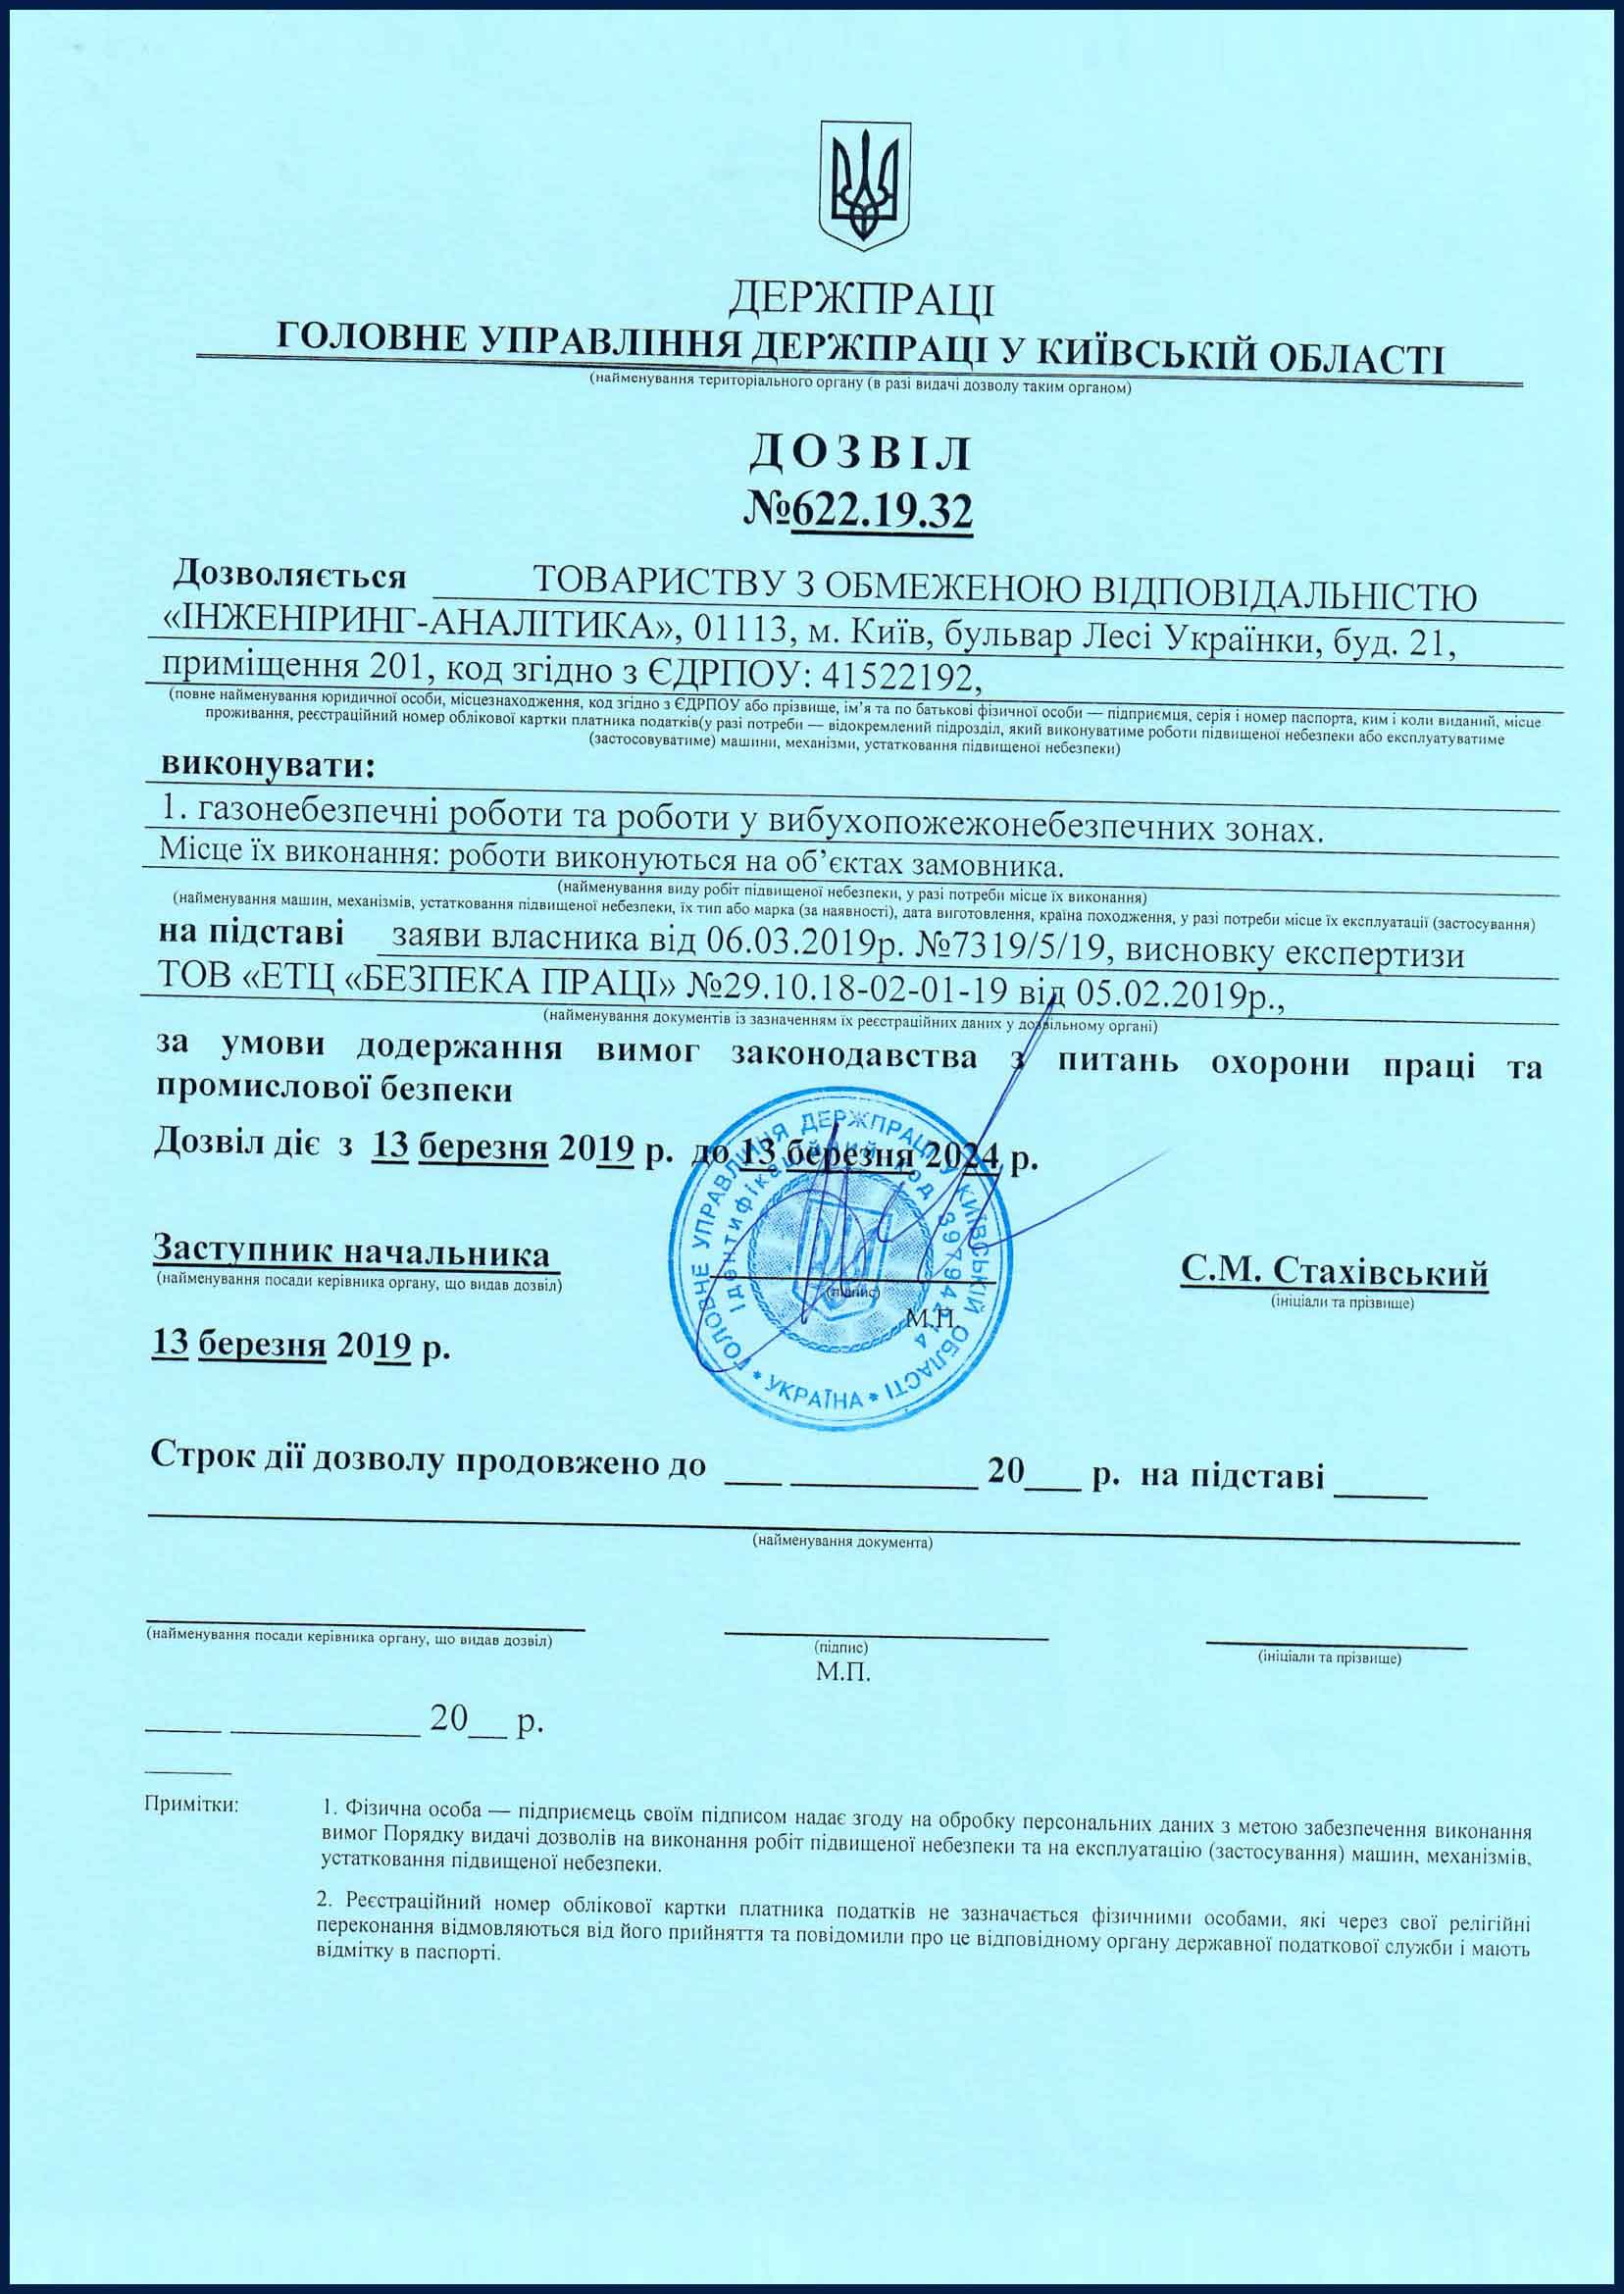 ДЕРЖПРАЦІ
ГОЛОВНЕ УПРАВЛІННЯ ДЕРЖПРАЦІ У КИЇВСЬКІЙ ОБЛАСТІ
(найменування територіального органу (в разі видачі дозволу таким органом)
ДОЗВІЛ
№622.19.32
Дозволяється ТОВАРИСТВУ З ОБМЕЖЕНОЮ ВІДПОВІДАЛЬНІСТЮ
«ІНЖЕНІРИНГ-АНАЛІТИКА», 01113, м. Київ, бульвар Лесі Українки, буд. 21,
приміщення 201, код згідно з ЄДРПОУ: 41522192,
(повне найменування юридичної особи, місцезнаходження, код згідно з ЄДРПОУ або прізвище, ім’я та по батькові фізичної особи — підприємця, серія і номер паспорта, ким і коли виданий, місце
проживання, реєстраційний номер облікової картки платника податків(у разі потреби — відокремлений підрозділ, який виконуватиме роботи підвищеної небезпеки або експлуатуватиме
(застосовуватиме) машини, механізми, устатковання підвищеної небезпеки)
виконувати:
1. газонебезпечні роботи та роботи у вибухопожежонебезпечних зонах.
Місце їх виконання: роботи виконуються на об’єктах замовника.
(найменування виду робіт підвищеної небезпеки, у разі потреби місце їх виконання)
(найменування машин, механізмів, устатковання підвищеної небезпеки, їх тип або марка (за наявності), дата виготовлення, країна походження, у разі потреби місце їх експлуатації (застосування)
на підставі заяви власника від 06.03.2019р. №7319/5/19, висновку експертизи
ТОВ «ЕТЦ «БЕЗПЕКА ПРАЦІ» №29.10.18-02-01-19 від 05.02.2019р.,
(найменування документів із зазначенням їх реєстраційних даних у дозвільному органі)
за умови додержання вимог законодавства з питань охорони праці та
промислової безпеки
Дозвіл діє з 13 березня 2019 р. до 13 березня 2024 р.
ГОЛОВНЕ УПРАВЛІННЯ ДЕРЖПРАЦІ У КИЇВСЬКІЙ ОБЛАСТІ * УКРАЇНА *
Ідентифікаційний код
Заступник начальника С.М. Стахівський
(найменування посади керівника органу, що видав дозвіл) (підпис) (ініціали та прізвище)
М.П.
13 березня 2019 р.
Строк дії дозволу продовжено до ___ __________ 20___ р. на підставі _____
(найменування документа)
(найменування посади керівника органу, що видав дозвіл) (підпис) (ініціали та прізвище)
М.П.
____ __________ 20__ р.
Примітки: 1. Фізична особа — підприємець своїм підписом надає згоду на обробку персональних даних з метою забезпечення виконання
вимог Порядку видачі дозволів на виконання робіт підвищеної небезпеки та на експлуатацію (застосування) машин, механізмів,
устатковання підвищеної небезпеки.
2. Реєстраційний номер облікової картки платника податків не зазначається фізичними особами, які через свої релігійні
переконання відмовляються від його прийняття та повідомили про це відповідному органу державної податкової служби і мають
відмітку в паспорті.